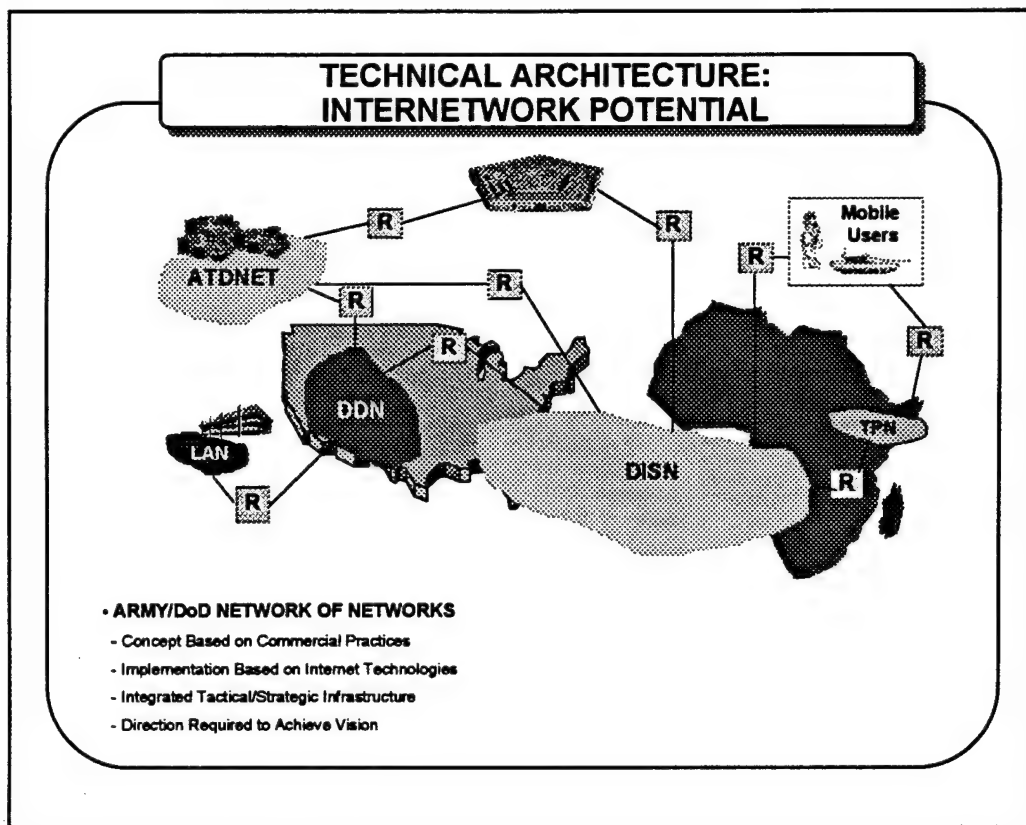 TECHNICAL ARCHITECTURE:
INTERNETWORK POTENTIAL
R
R
Mobile
Users
R
ATDNET
R
R
R
R
DDN
TPN
LAN
DISN
R
R
• ARMY/DoD NETWORK OF NETWORKS
- Concept Based on Commercial Practices
- Implementation Based on Internet Technologies
- Integrated Tactical/Strategic Infrastructure
- Direction Required to Achieve Vision